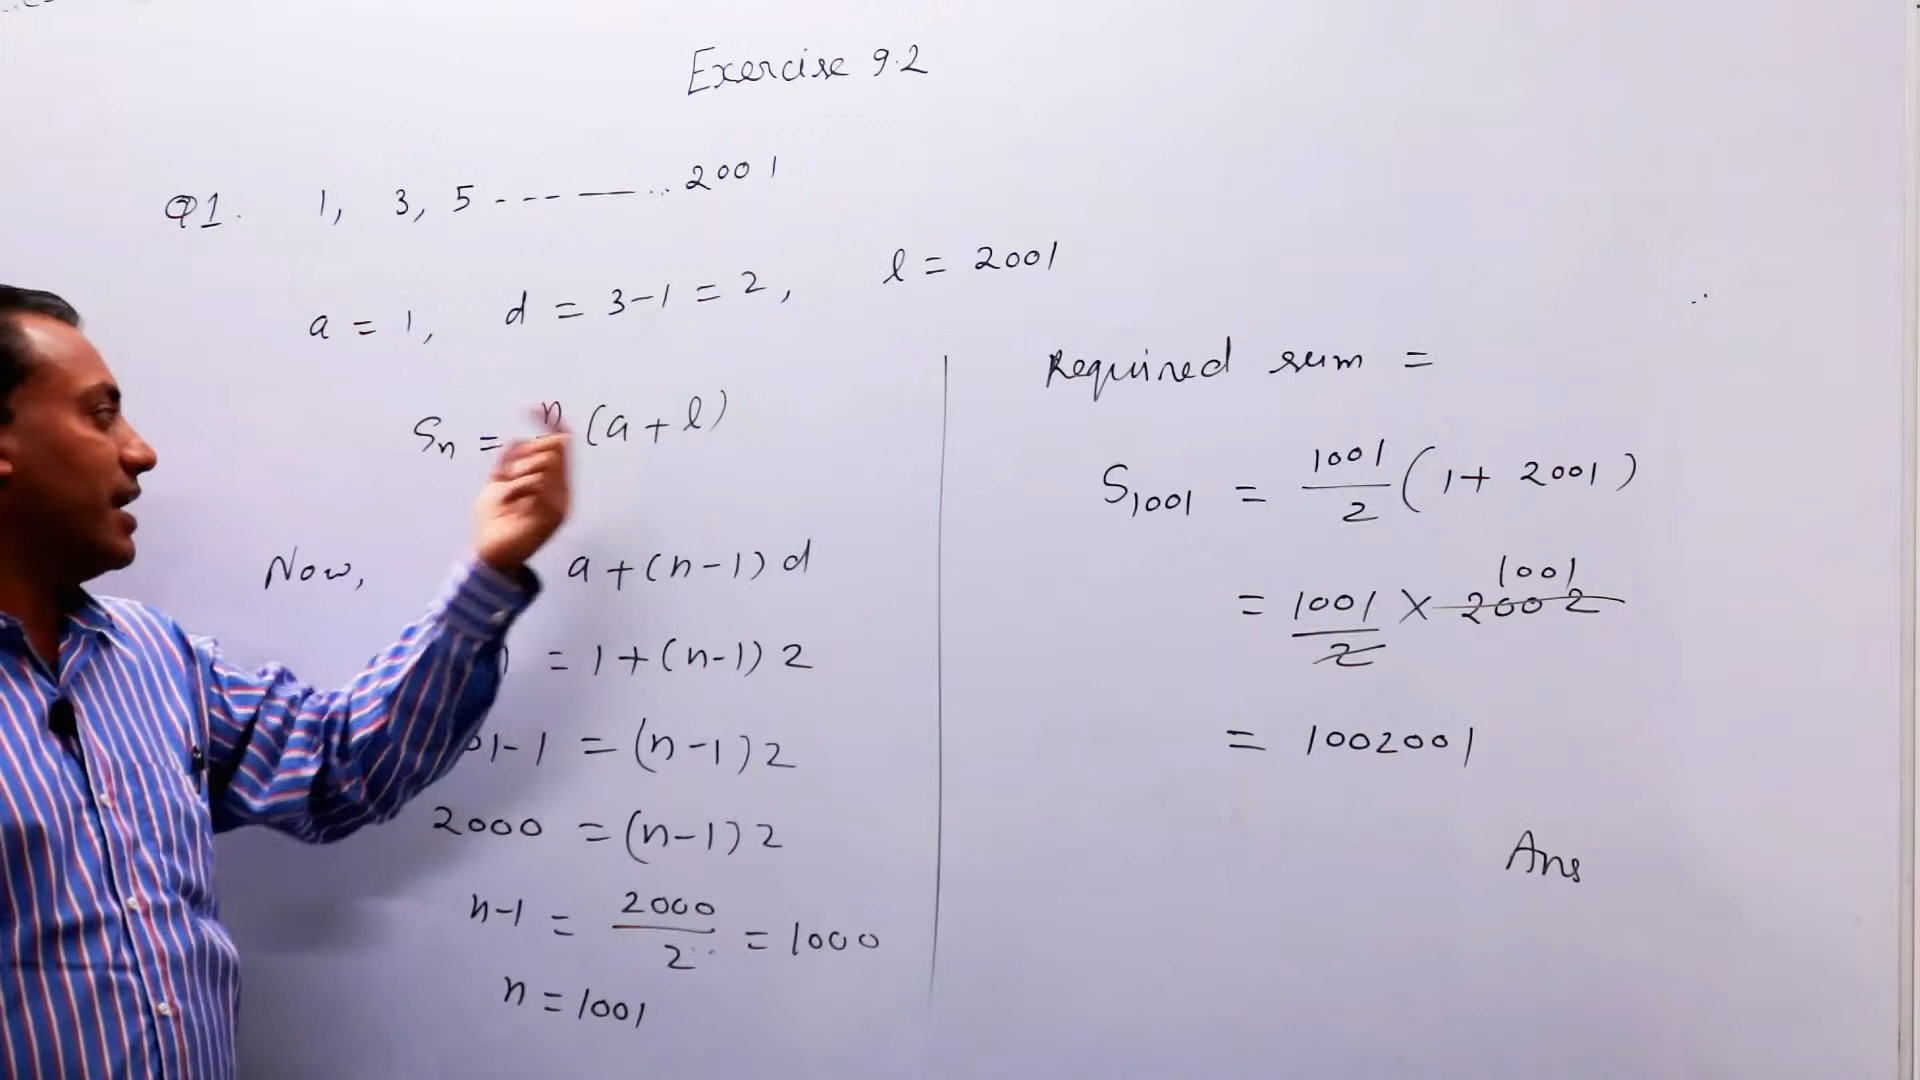 Exercise 9.2
Q1. 1, 3, 5 - - - —— .. 2001
a = 1, d = 3-1 = 2, l = 2001
Sn = n (a + l)
Now, a + (n-1) d
= 1 + (n-1) 2
1-1 = (n-1) 2
2000 = (n-1) 2
n-1 = 2000/2 = 1000
n = 1001
Required sum =
S1001 = 1001/2 (1 + 2001)
1001
= 1001/2 × 2002
= 1002001
Ans